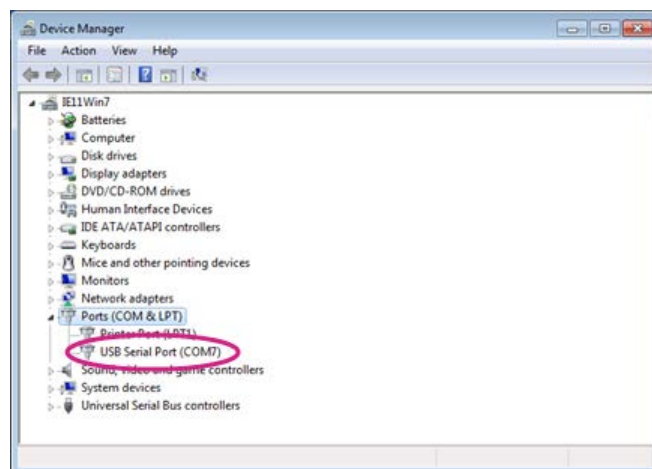 Device Manager
File Action View Help
IE11Win7
Batteries
Computer
Disk drives
Display adapters
DVD/CD-ROM drives
Human Interface Devices
IDE ATA/ATAPI controllers
Keyboards
Mice and other pointing devices
Monitors
Network adapters
Ports (COM & LPT)
Printer Port (LPT1)
USB Serial Port (COM7)
Sound, video and game controllers
System devices
Universal Serial Bus controllers